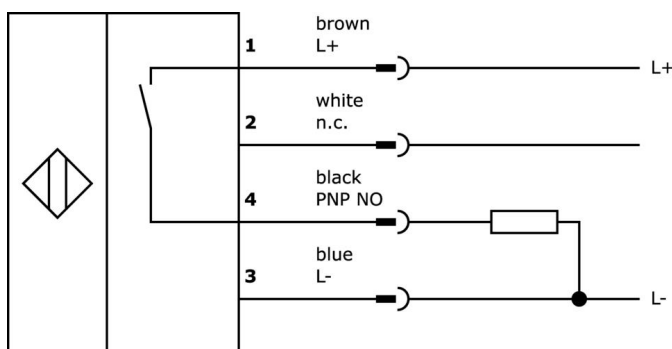 brown
1 L+
L+
white
2 n.c.
black
4 PNP NO
blue
3 L-
L-